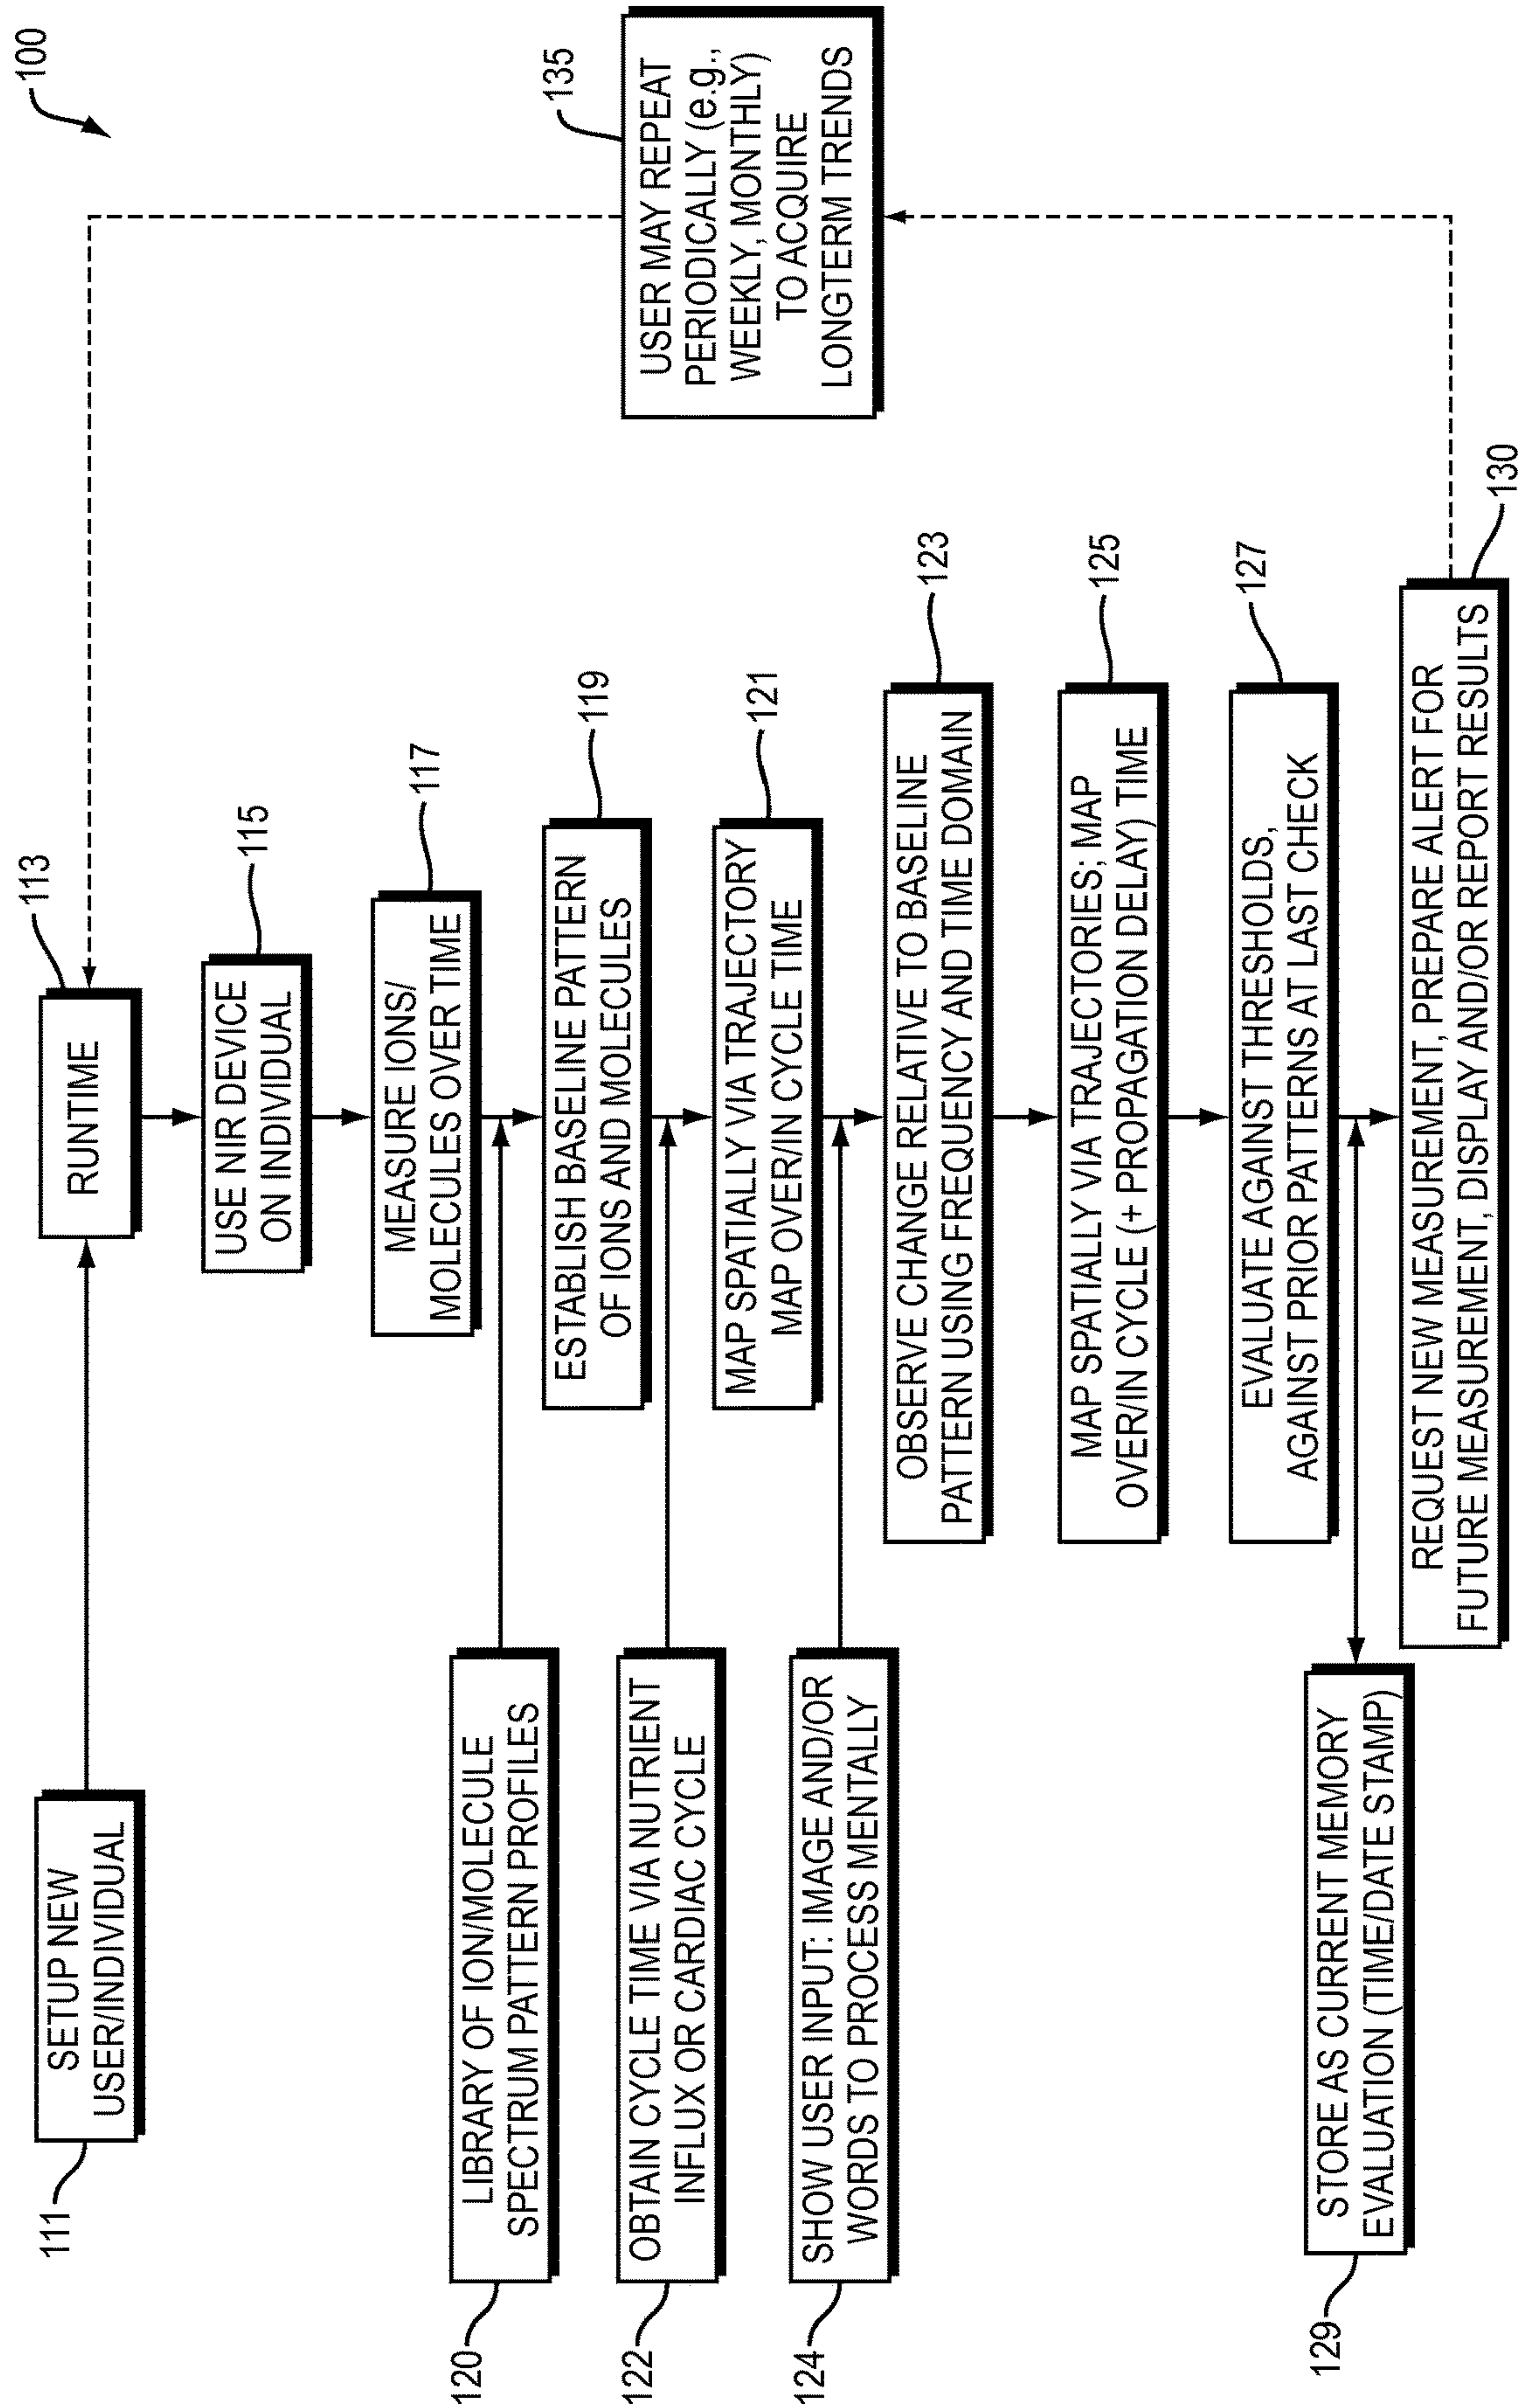 100
111
SETUP NEW
USER/INDIVIDUAL
113
RUNTIME
115
USE NIR DEVICE
ON INDIVIDUAL
117
MEASURE IONS/
MOLECULES OVER TIME
120
LIBRARY OF ION/MOLECULE
SPECTRUM PATTERN PROFILES
119
ESTABLISH BASELINE PATTERN
OF IONS AND MOLECULES
122
OBTAIN CYCLE TIME VIA NUTRIENT
INFLUX OR CARDIAC CYCLE
121
MAP SPATIALLY VIA TRAJECTORY
MAP OVER/IN CYCLE TIME
124
SHOW USER INPUT: IMAGE AND/OR
WORDS TO PROCESS MENTALLY
123
OBSERVE CHANGE RELATIVE TO BASELINE
PATTERN USING FREQUENCY AND TIME DOMAIN
125
MAP SPATIALLY VIA TRAJECTORIES; MAP
OVER/IN CYCLE (+ PROPAGATION DELAY) TIME
127
EVALUATE AGAINST THRESHOLDS,
AGAINST PRIOR PATTERNS AT LAST CHECK
129
STORE AS CURRENT MEMORY
EVALUATION (TIME/DATE STAMP)
130
REQUEST NEW MEASUREMENT, PREPARE ALERT FOR
FUTURE MEASUREMENT, DISPLAY AND/OR REPORT RESULTS
135
USER MAY REPEAT
PERIODICALLY (e.g.,
WEEKLY, MONTHLY)
TO ACQUIRE
LONGTERM TRENDS